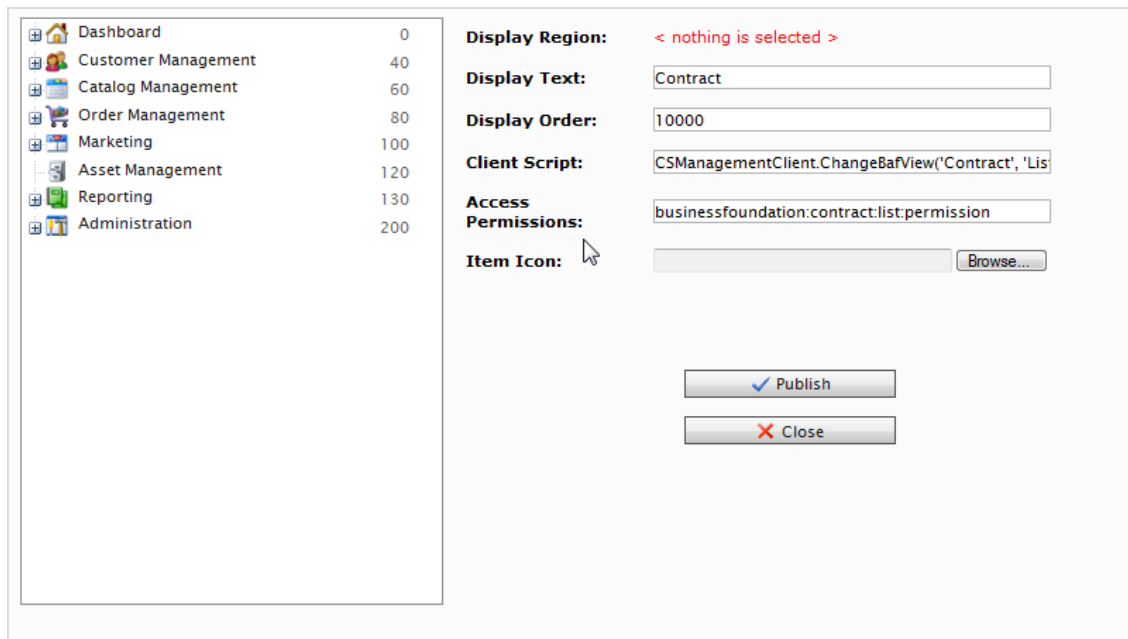 Dashboard 0
Customer Management 40
Catalog Management 60
Order Management 80
Marketing 100
Asset Management 120
Reporting 130
Administration 200
Display Region: < nothing is selected >
Display Text: Contract
Display Order: 10000
Client Script: CSManagementClient.ChangeBafView('Contract', 'Lis
Access
Permissions: businessfoundation:contract:list:permission
Item Icon: Browse...
Publish
Close